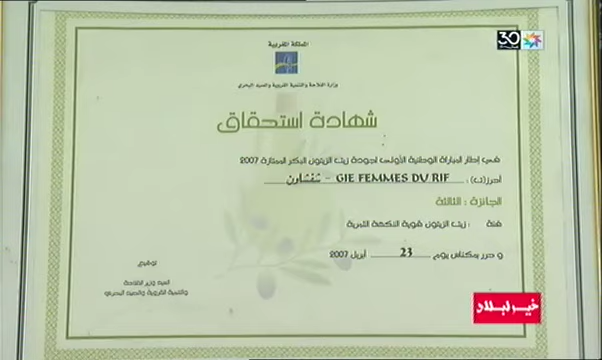 30
المملكة المغربية
وزارة الفلاحة والتنمية القروية والصيد البحري
شهادة استحقاق
في إطار المباراة الوطنية الأولى لجودة زيت الزيتون البكر الممتازة 2007
أحرز(ت) : GIE FEMMES DU RIF - شفشاون
الجائزة : الثالثة
فئة : زيت الزيتون قوية النكهة الثمرية
و حرر بمكناس يوم 23 أبريل 2007
توقيع
السيد وزير الفلاحة
والتنمية القروية والصيد البحري
خير لبلاد